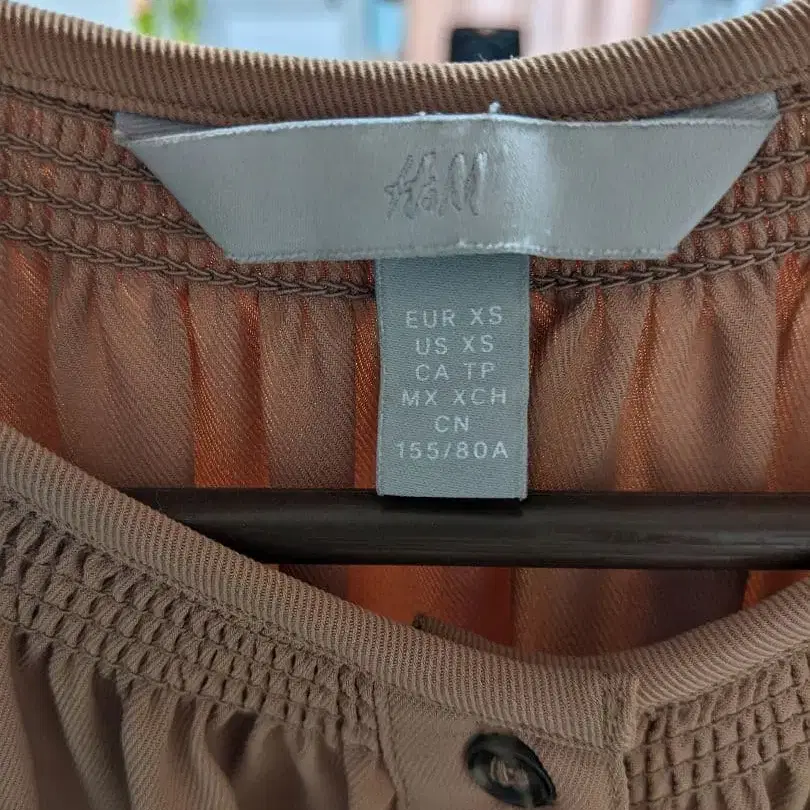 H&M
EUR XS
US XS
CA TP
MX XCH
CN
155/80A